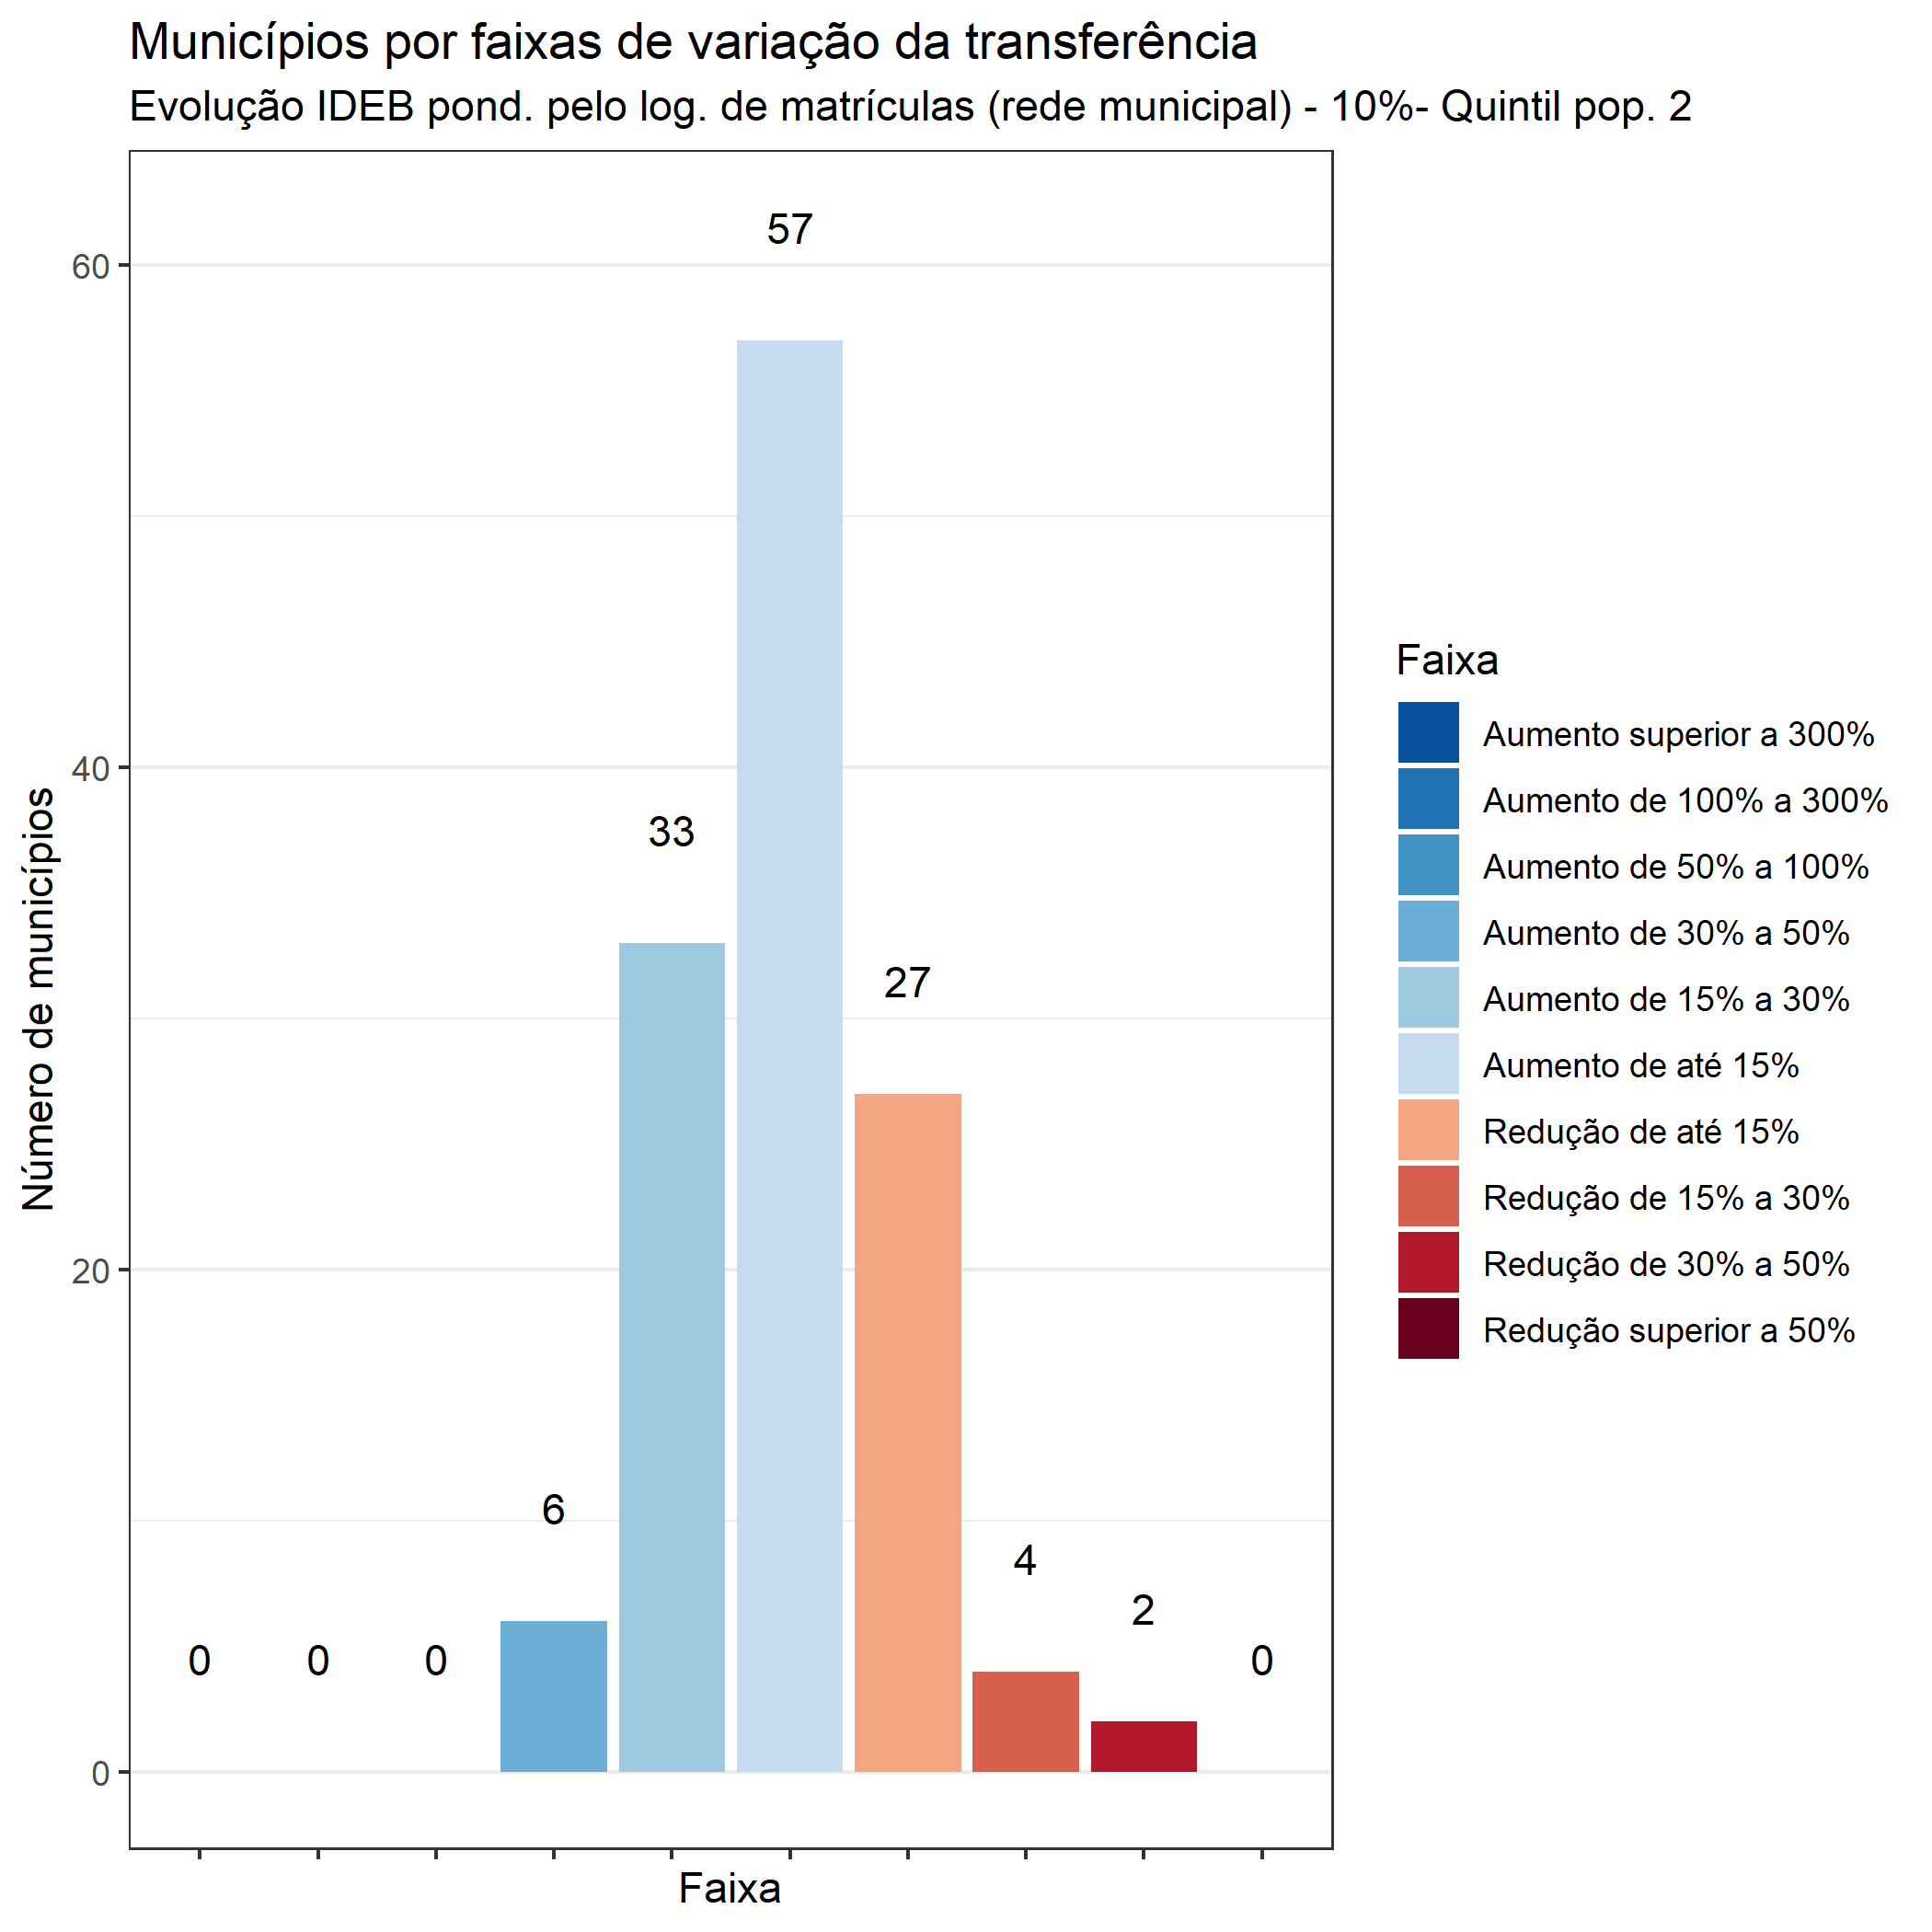 Municípios por faixas de variação da transferência
Evolução IDEB pond. pelo log. de matrículas (rede municipal) - 10%- Quintil pop. 2
Número de municípios
60
40
20
0
0
0
0
6
33
57
27
4
2
0
Faixa
Faixa
Aumento superior a 300%
Aumento de 100% a 300%
Aumento de 50% a 100%
Aumento de 30% a 50%
Aumento de 15% a 30%
Aumento de até 15%
Redução de até 15%
Redução de 15% a 30%
Redução de 30% a 50%
Redução superior a 50%